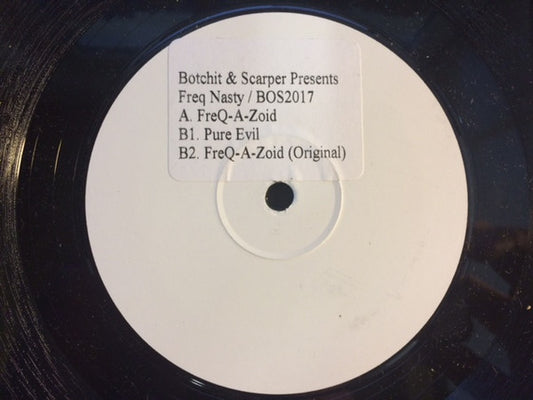 Botchit & Scarper Presents
Freq Nasty / BOS2017
A. FreQ-A-Zoid
B1. Pure Evil
B2. FreQ-A-Zoid (Original)